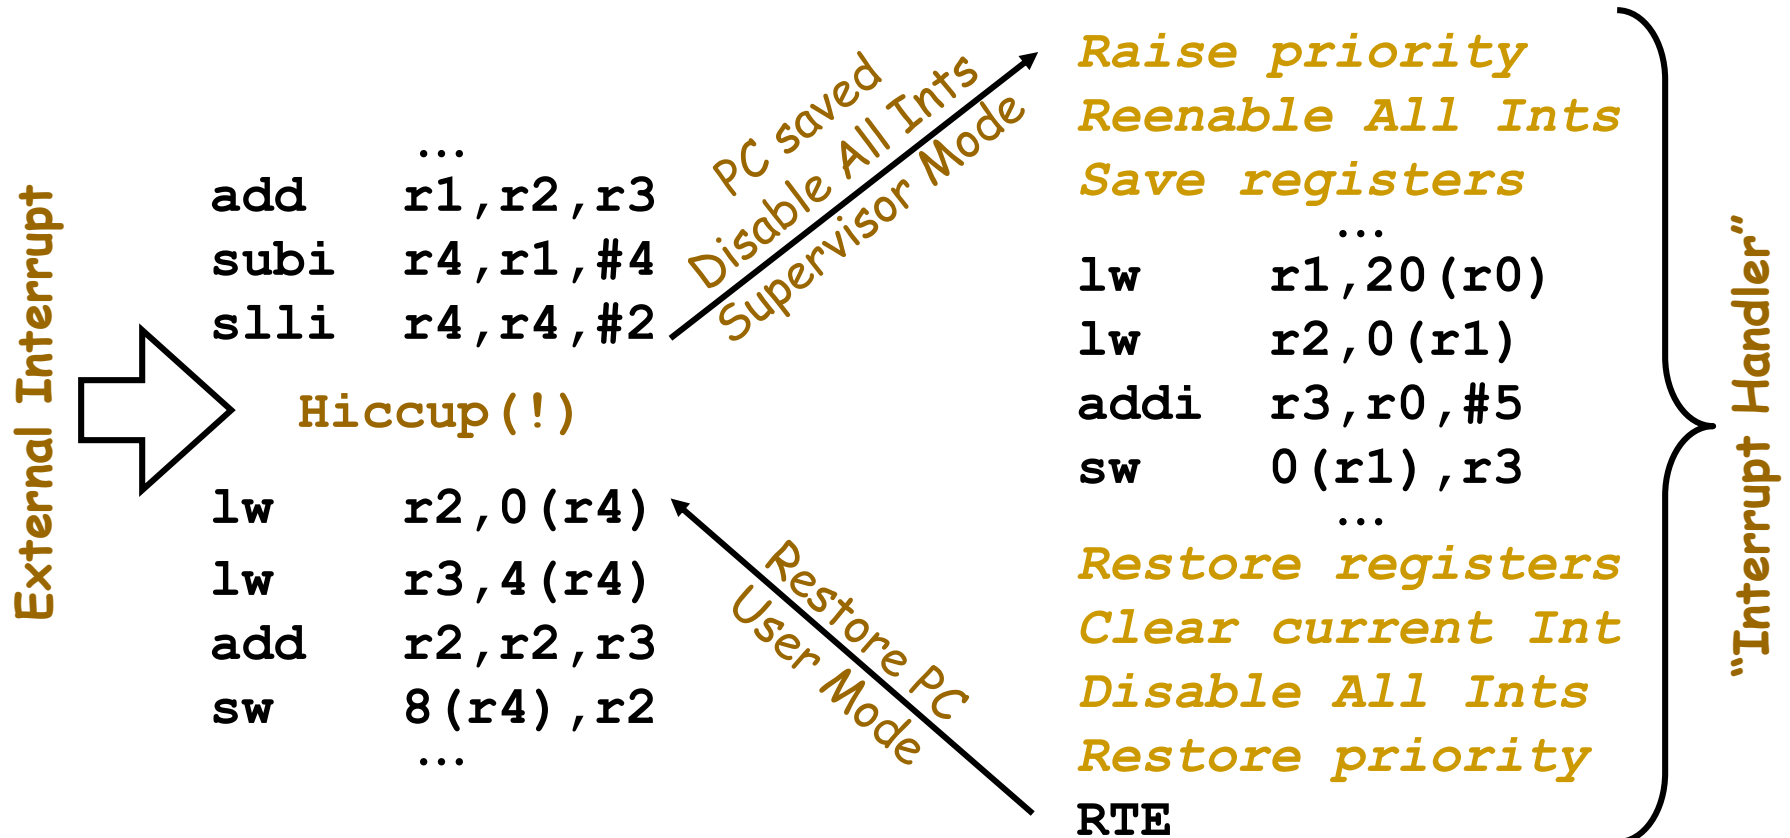 External Interrupt
…
add r1,r2,r3
subi r4,r1,#4
slli r4,r4,#2
Hiccup(!)
lw r2,0(r4)
lw r3,4(r4)
add r2,r2,r3
sw 8(r4),r2
…
PC saved
Disable All Ints
Supervisor Mode
Restore PC
User Mode
Raise priority
Reenable All Ints
Save registers
…
lw r1,20(r0)
lw r2,0(r1)
addi r3,r0,#5
sw 0(r1),r3
…
Restore registers
Clear current Int
Disable All Ints
Restore priority
RTE
“Interrupt Handler”